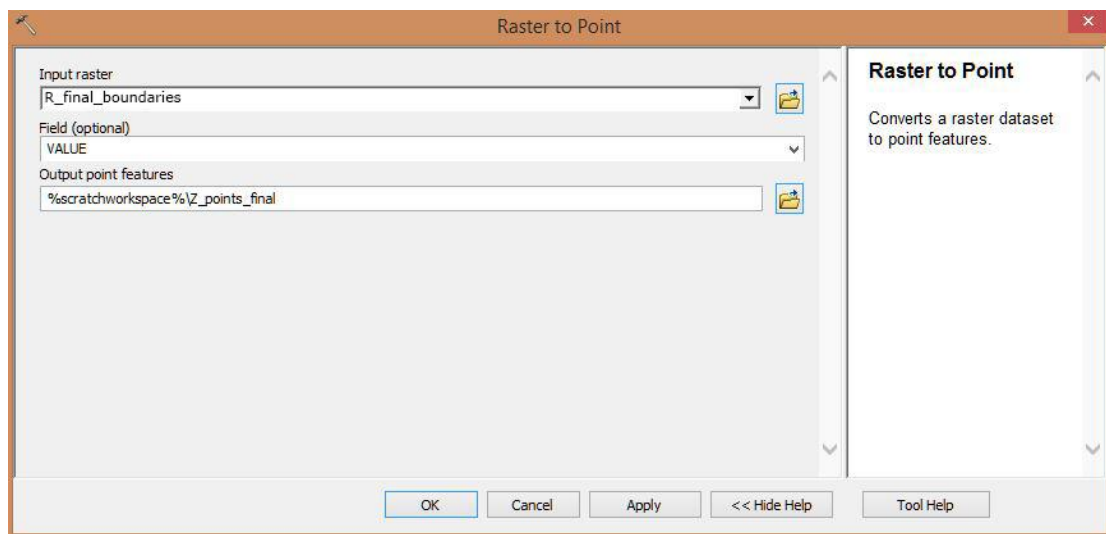 Raster to Point
Input raster
R_final_boundaries
Field (optional)
VALUE
Output point features
%scratchworkspace%\Z_points_final
Raster to Point
Converts a raster dataset
to point features.
OK
Cancel
Apply
<< Hide Help
Tool Help